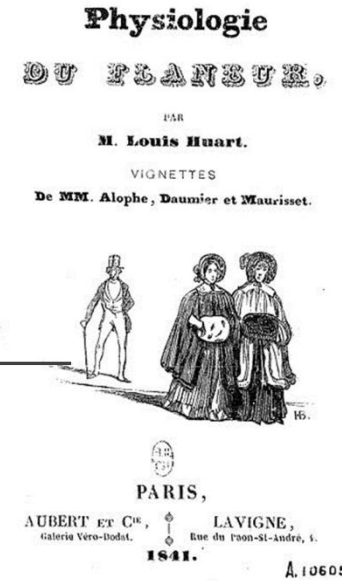 Physiologie
DU FLANEUR,
PAR
M. Louis Huart.
VIGNETTES
De MM. Alophe, Daumier et Maurisset.
HB.
PARIS,
AUBERT ET Cie,
Galerie Véro-Dodat.
LAVIGNE,
Rue du Paon-St-André, 1.
1841.
A. 10605